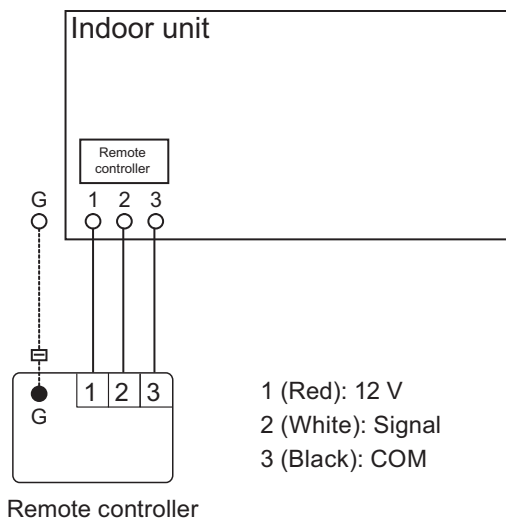 Indoor unit
Remote
controller
G 1 2 3
1 2 3
G
1 (Red): 12 V
2 (White): Signal
3 (Black): COM
Remote controller